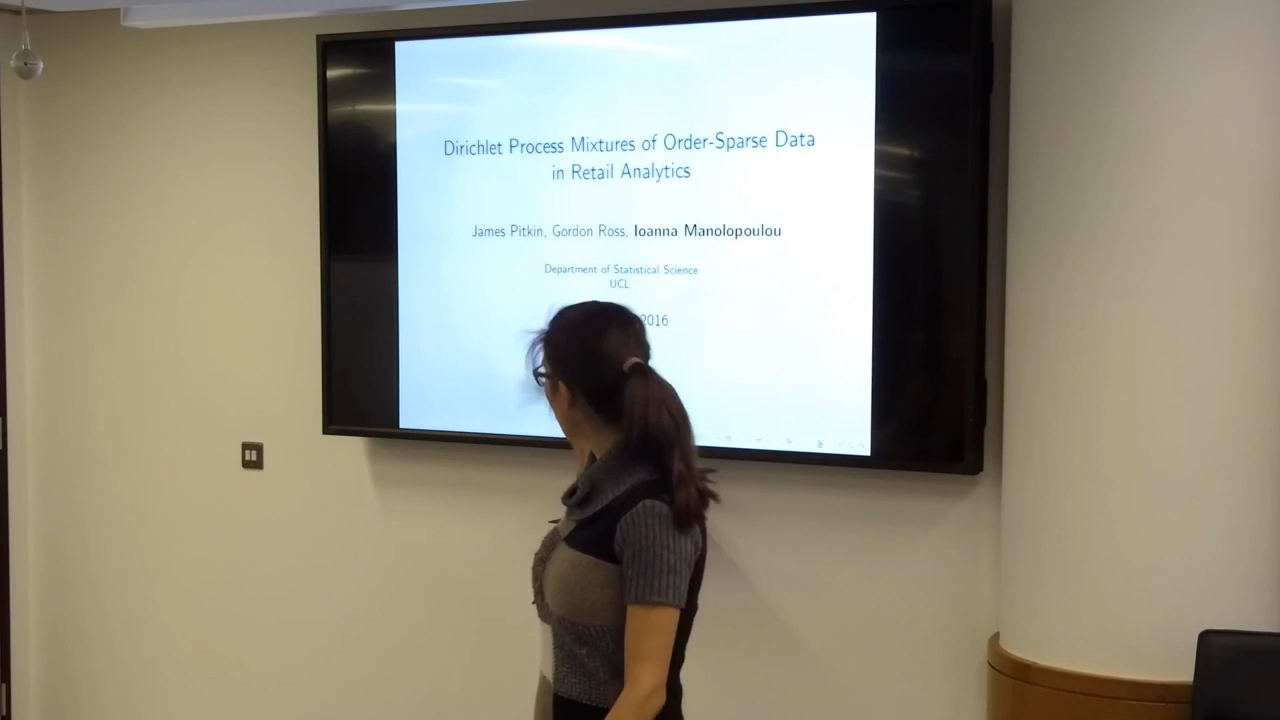 Dirichlet Process Mixtures of Order-Sparse Data
in Retail Analytics
James Pitkin, Gordon Ross, Ioanna Manolopoulou
Department of Statistical Science
UCL
2016